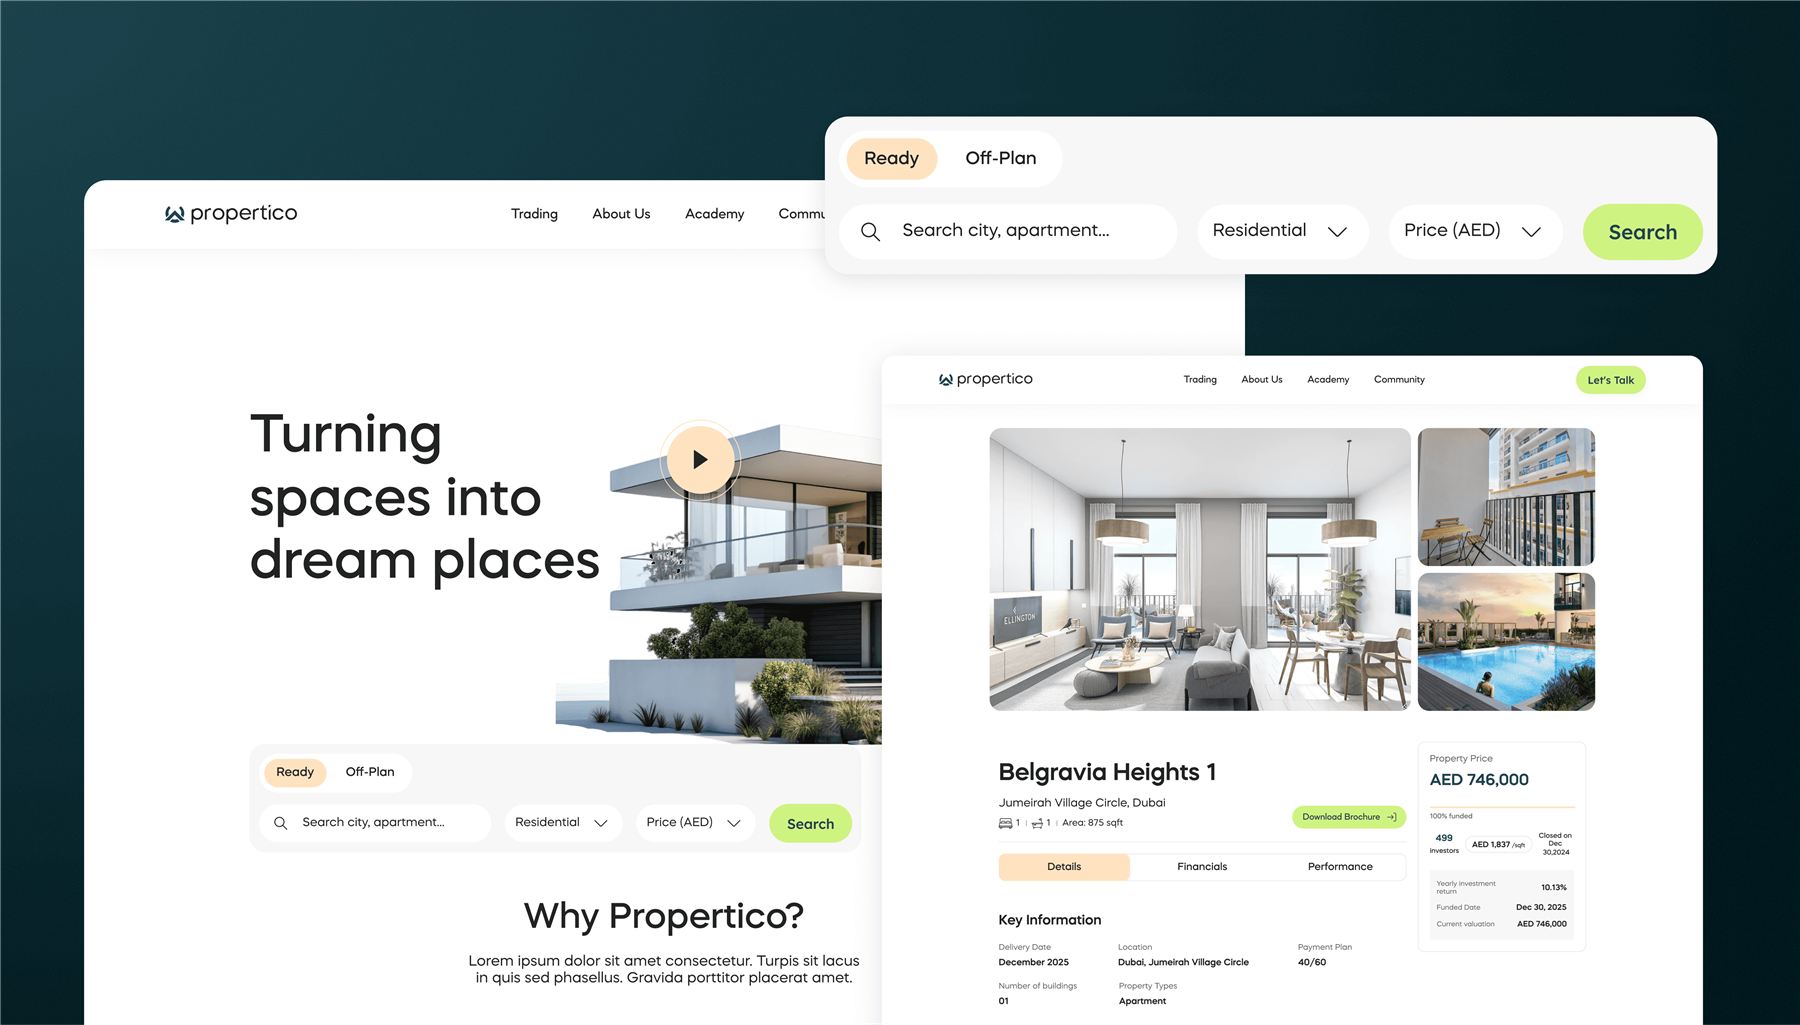 Ready
Off-Plan
Search city, apartment...
Residential
Price (AED)
Search
propertico
Trading
About Us
Academy
Turning
spaces into
dream places
Ready
Off-Plan
Search city, apartment...
Residential
Price (AED)
Search
Why Propertico?
Lorem ipsum dolor sit amet consectetur. Turpis sit lacus
in quis sed phasellus. Gravida porttitor placerat amet.
propertico
Trading
About Us
Academy
Community
Let's Talk
ELLINGTON
Belgravia Heights 1
Jumeirah Village Circle, Dubai
1 | 1 | Area: 875 sqft
Download Brochure
Details
Financials
Performance
Key Information
Delivery Date
December 2025
Location
Dubai, Jumeirah Village Circle
Payment Plan
40/60
Number of buildings
01
Property Types
Apartment
Property Price
AED 746,000
100% funded
499
investors
AED 1,837 /sqft
Closed on
Dec
30,2024
Yearly investment
return
10.13%
Funded Date
Dec 30, 2025
Current valuation
AED 746,000